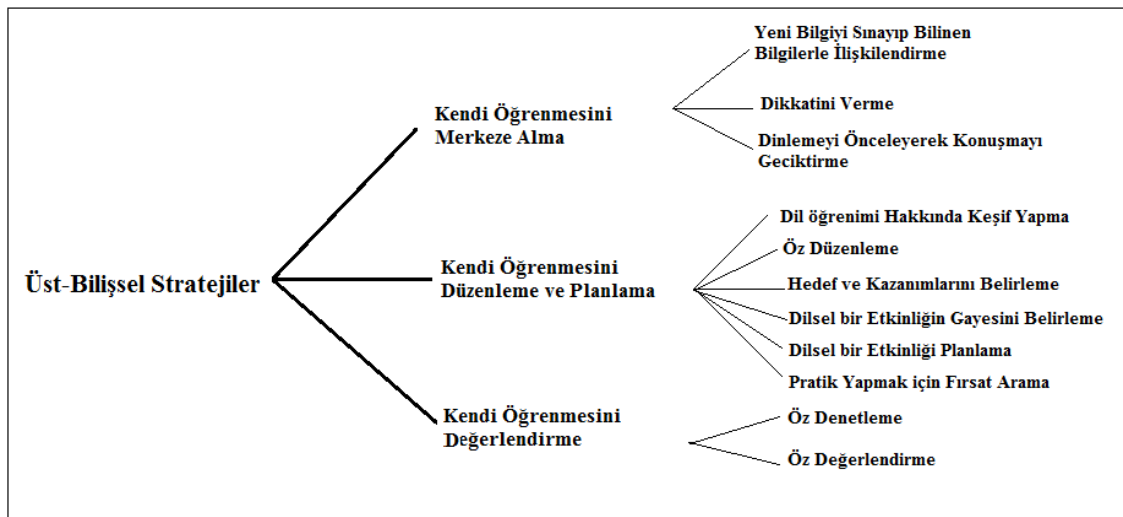 Üst-Bilişsel Stratejiler
Kendi Öğrenmesini
Merkeze Alma
Yeni Bilgiyi Sınayıp Bilinen
Bilgilerle İlişkilendirme
Dikkatini Verme
Dinlemeyi Önceleyerek Konuşmayı
Geciktirme
Kendi Öğrenmesini
Düzenleme ve Planlama
Dil öğrenimi Hakkında Keşif Yapma
Öz Düzenleme
Hedef ve Kazanımlarını Belirleme
Dilsel bir Etkinliğin Gayesini Belirleme
Dilsel bir Etkinliği Planlama
Pratik Yapmak için Fırsat Arama
Kendi Öğrenmesini
Değerlendirme
Öz Denetleme
Öz Değerlendirme